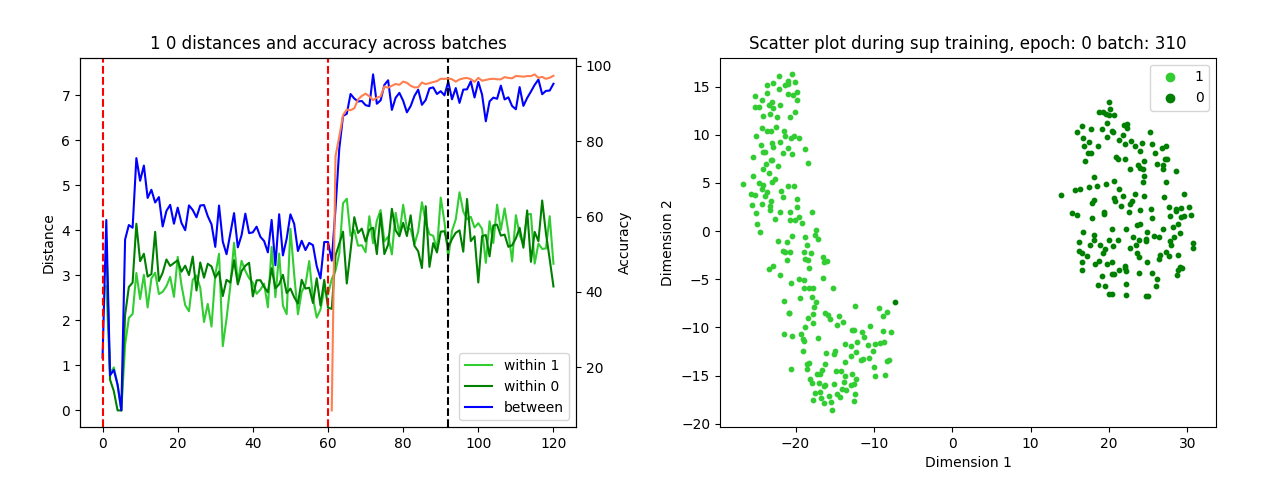 1 0 distances and accuracy across batches
Distance
7
6
5
4
3
2
1
0
100
80
60
40
20
Accuracy
within 1
within 0
between
0 20 40 60 80 100 120
Scatter plot during sup training, epoch: 0 batch: 310
Dimension 2
15
10
5
0
−5
−10
−15
−20
1
0
−20 −10 0 10 20 30
Dimension 1